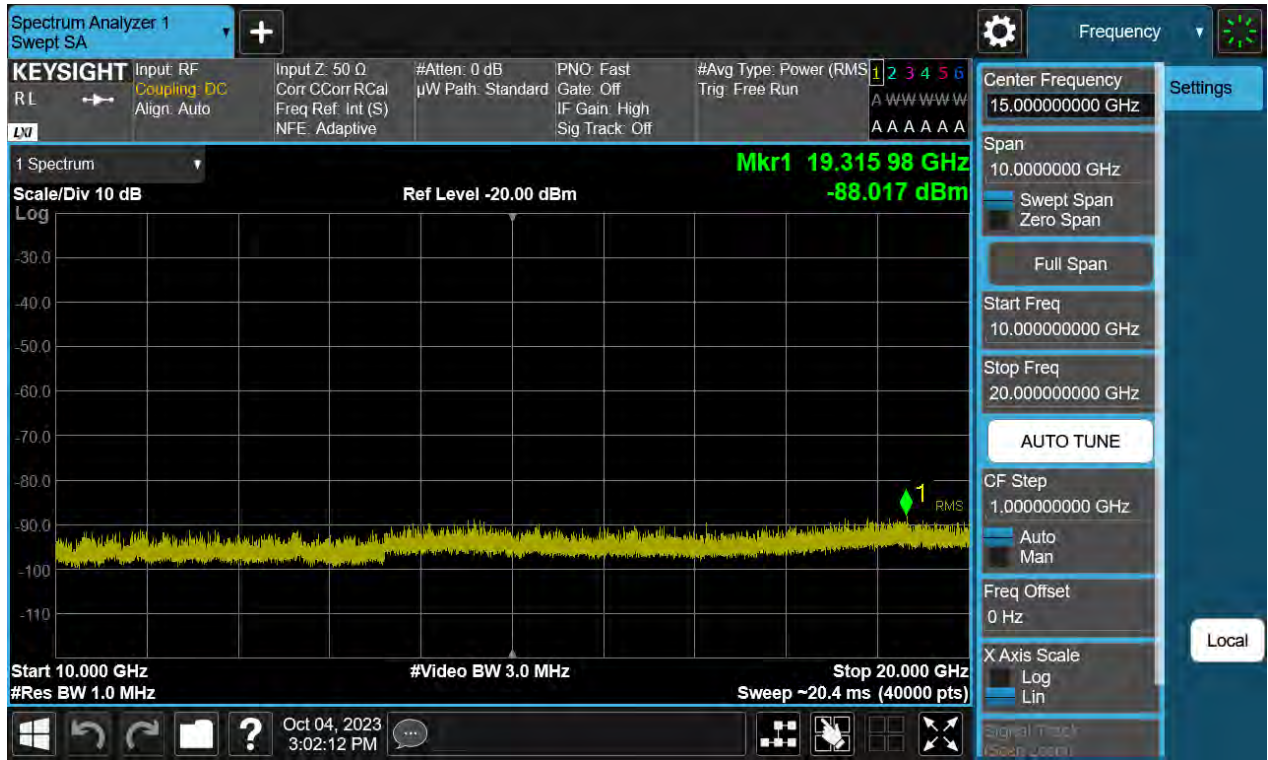 Spectrum Analyzer 1
Swept SA
Frequency
KEYSIGHT
RL
LXI
Input: RF
Coupling: DC
Align: Auto
Input Z: 50 Ω
Corr CCorr RCal
Freq Ref: Int (S)
NFE: Adaptive
#Atten: 0 dB
µW Path: Standard
PNO: Fast
Gate: Off
IF Gain: High
Sig Track: Off
#Avg Type: Power (RMS
Trig: Free Run
1 2 3 4 5 6
A W W W W W
A A A A A A
1 Spectrum
Mkr1 19.315 98 GHz
Scale/Div 10 dB
Ref Level -20.00 dBm
-88.017 dBm
Log
-30.0
-40.0
-50.0
-60.0
-70.0
-80.0
-90.0
-100
-110
1
RMS
Start 10.000 GHz
#Video BW 3.0 MHz
Stop 20.000 GHz
#Res BW 1.0 MHz
Sweep ~20.4 ms (40000 pts)
Oct 04, 2023
3:02:12 PM
Center Frequency
15.000000000 GHz
Settings
Span
10.0000000 GHz
Swept Span
Zero Span
Full Span
Start Freq
10.000000000 GHz
Stop Freq
20.000000000 GHz
AUTO TUNE
CF Step
1.000000000 GHz
Auto
Man
Freq Offset
0 Hz
Local
X Axis Scale
Log
Lin
Signal Track
(Span Zoom)